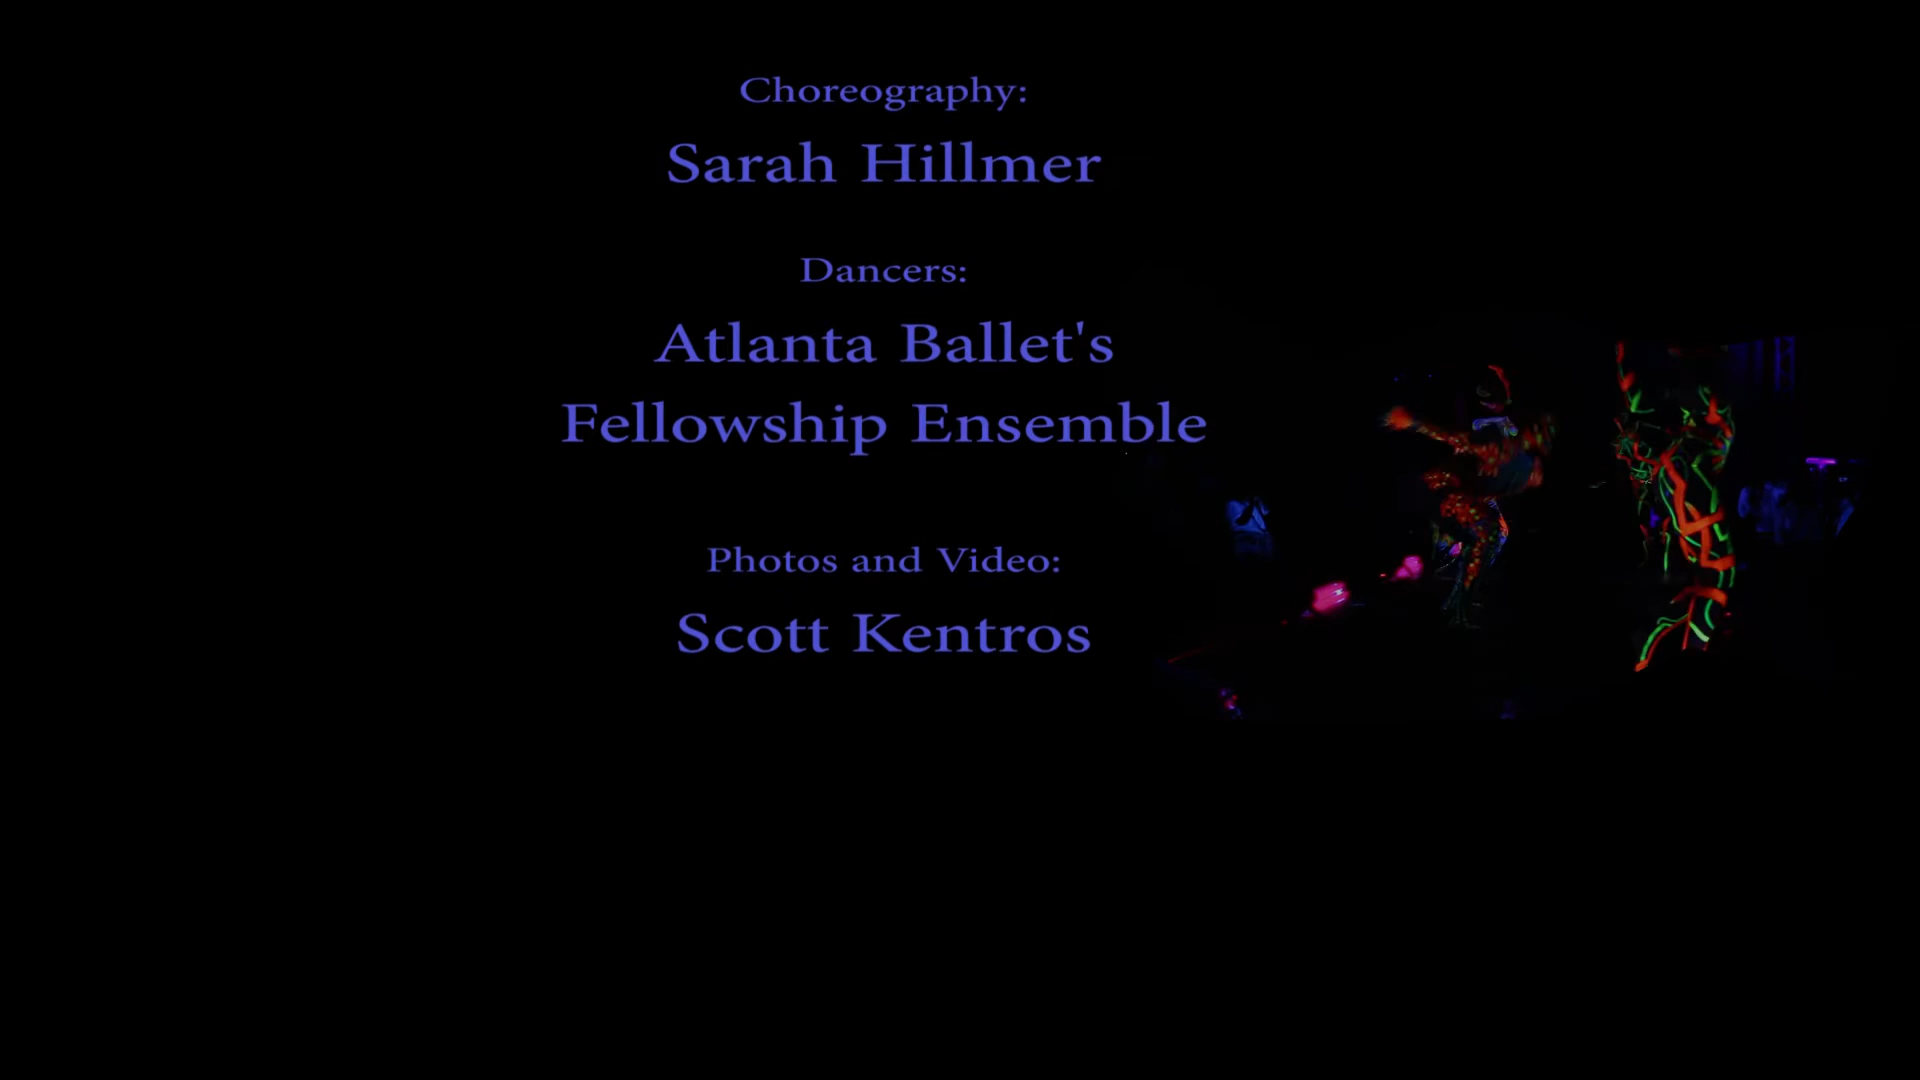 Choreography:
Sarah Hillmer
Dancers:
Atlanta Ballet's
Fellowship Ensemble
Photos and Video:
Scott Kentros